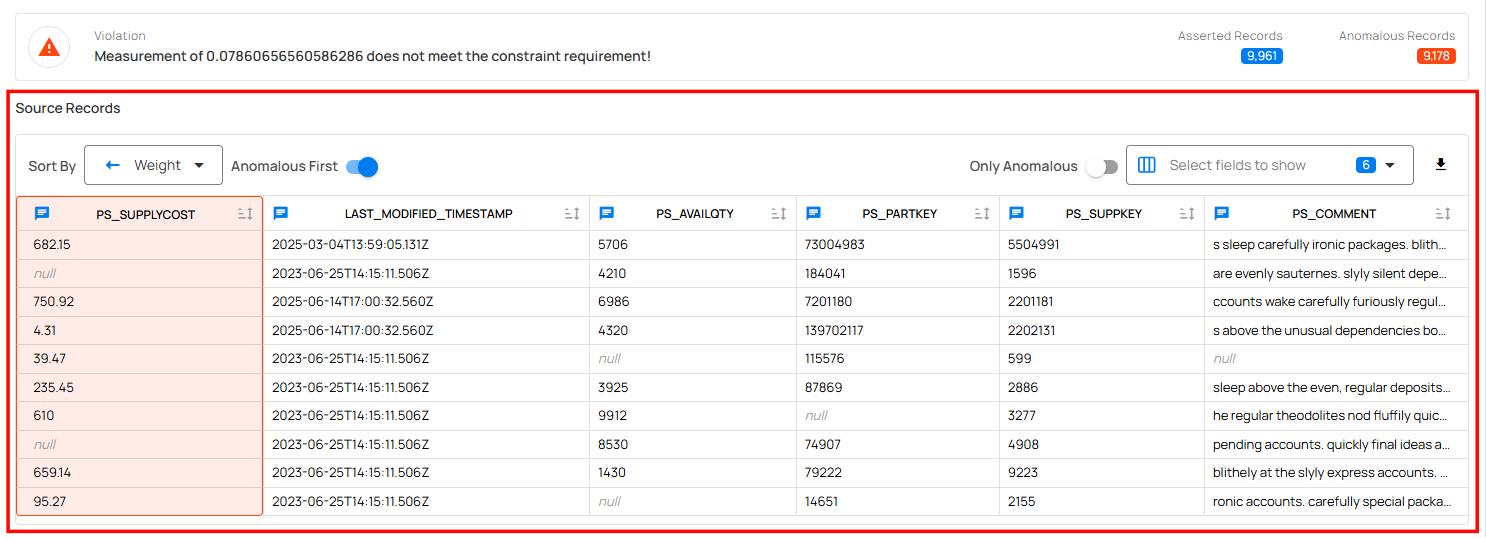 Violation
Measurement of 0.07860656560586286 does not meet the constraint requirement!
Asserted Records
9,961
Anomalous Records
9,178
Source Records
Sort By Weight Anomalous First Only Anomalous Select fields to show 6
PS_SUPPLYCOST LAST_MODIFIED_TIMESTAMP PS_AVAILQTY PS_PARTKEY PS_SUPPKEY PS_COMMENT
682.15 2025-03-04T13:59:05.131Z 5706 73004983 5504991 s sleep carefully ironic packages. blith...
null 2023-06-25T14:15:11.506Z 4210 184041 1596 are evenly sauternes. slyly silent depe...
750.92 2025-06-14T17:00:32.560Z 6986 7201180 2201181 ccounts wake carefully furiously regul...
4.31 2025-06-14T17:00:32.560Z 4320 139702117 2202131 s above the unusual dependencies bo...
39.47 2023-06-25T14:15:11.506Z null 115576 599 null
235.45 2023-06-25T14:15:11.506Z 3925 87869 2886 sleep above the even, regular deposits...
610 2023-06-25T14:15:11.506Z 9912 null 3277 he regular theodolites nod fluffily quic...
null 2023-06-25T14:15:11.506Z 8530 74907 4908 pending accounts. quickly final ideas a...
659.14 2023-06-25T14:15:11.506Z 1430 79222 9223 blithely at the slyly express accounts. ...
95.27 2023-06-25T14:15:11.506Z null 14651 2155 ronic accounts. carefully special packa...